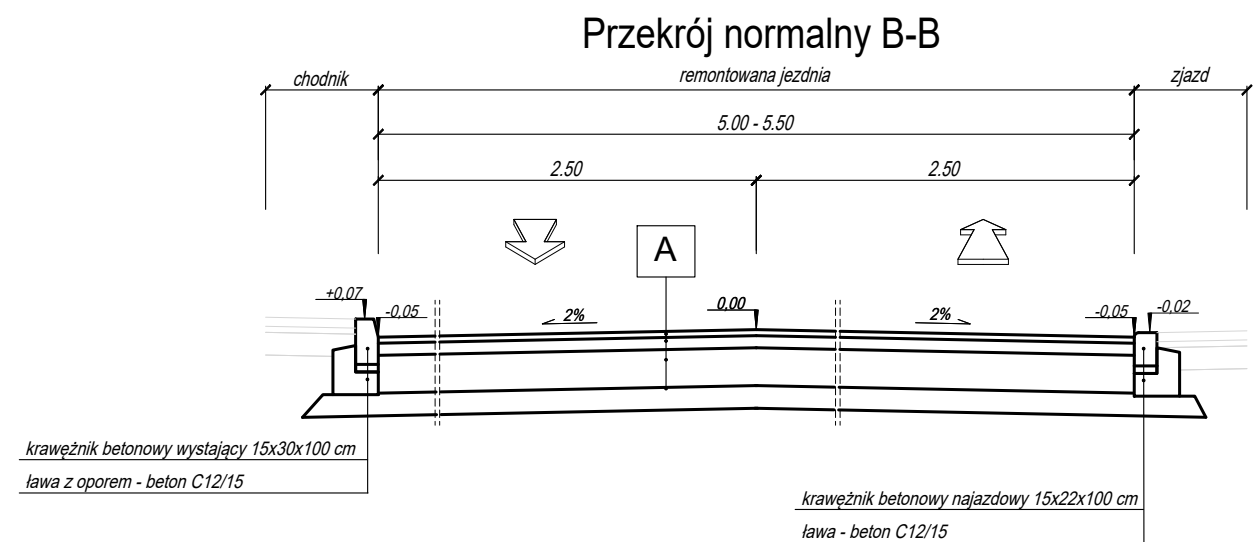 Przekrój normalny B-B
chodnik
remontowana jezdnia
zjazd
5.00 - 5.50
2.50
2.50
A
+0,07
-0,05
2%
0,00
2%
-0,05
-0,02
krawężnik betonowy wystający 15x30x100 cm
ława z oporem - beton C12/15
krawężnik betonowy najazdowy 15x22x100 cm
ława - beton C12/15